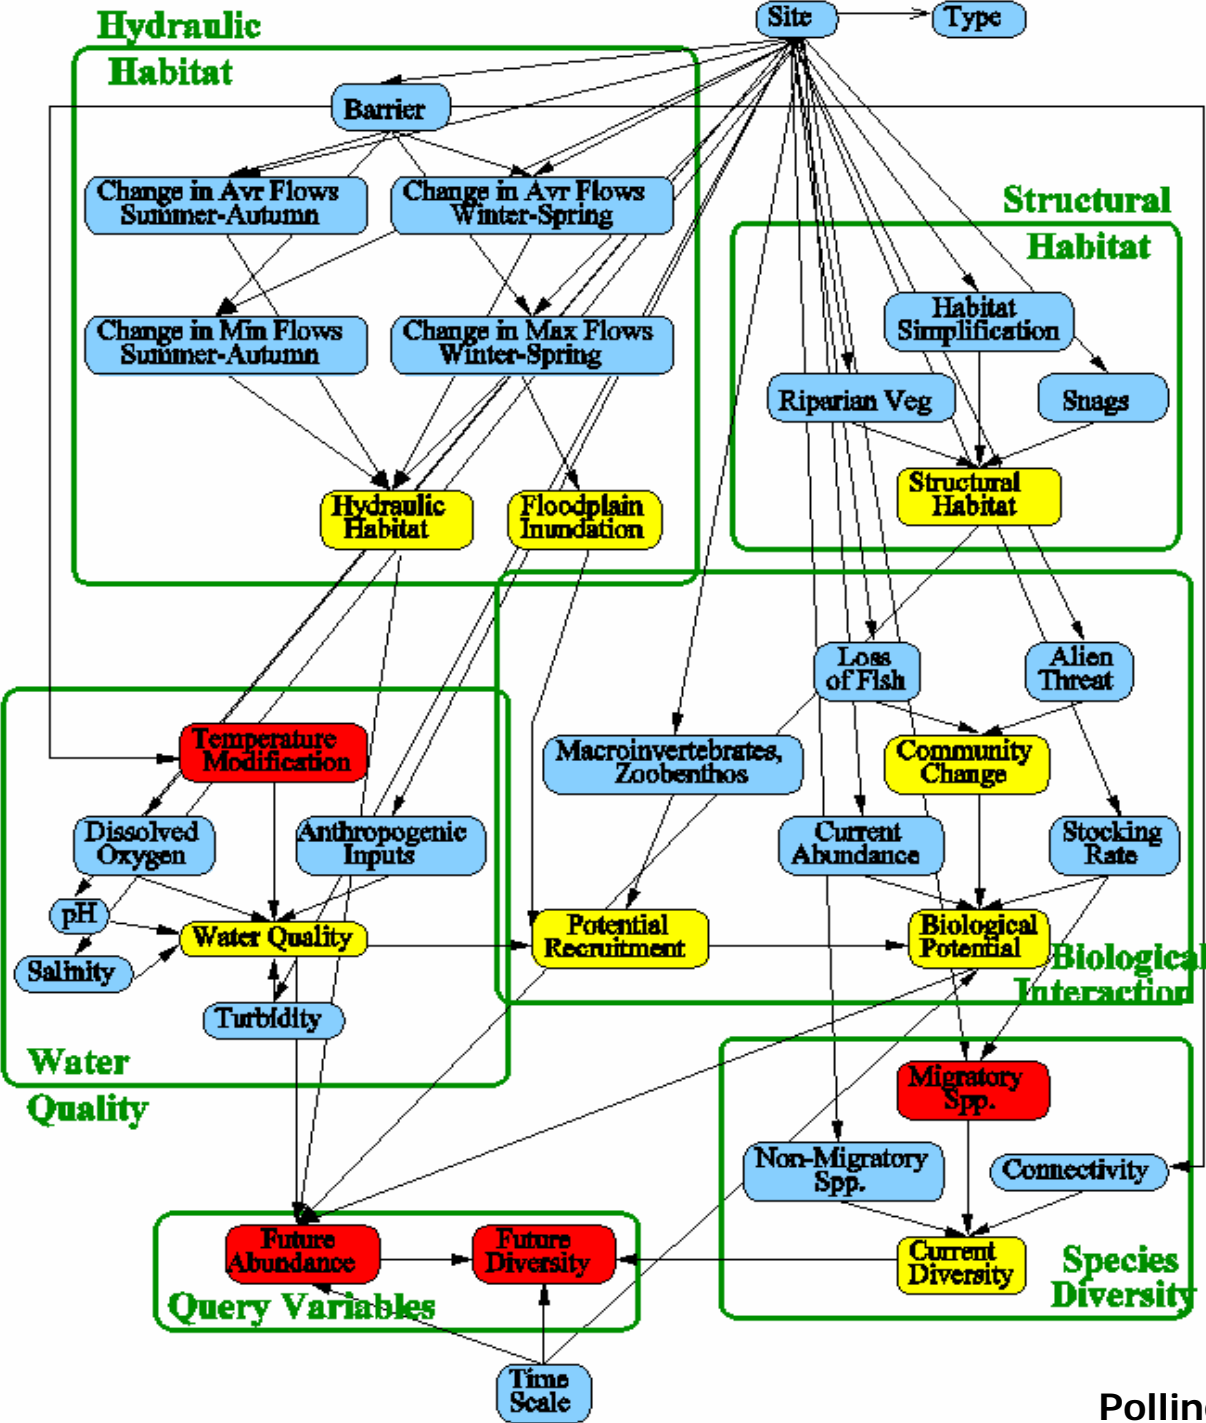 Site
Type
Hydraulic
Habitat
Barrier
Change in Avr Flows
Summer-Autumn
Change in Avr Flows
Winter-Spring
Structural
Habitat
Change in Min Flows
Summer-Autumn
Change in Max Flows
Winter-Spring
Habitat
Simplification
Riparian Veg
Snags
Structural
Habitat
Hydraulic
Habitat
Floodplain
Inundation
Loss
of Fish
Alien
Threat
Temperature
Modification
Macroinvertebrates,
Zoobenthos
Community
Change
Dissolved
Oxygen
Anthropogenic
Inputs
Current
Abundance
Stocking
Rate
pH
Water Quality
Potential
Recruitment
Biological
Potential
Salinity
Biological
Interaction
Turbidity
Water
Quality
Migratory
Spp.
Non-Migratory
Spp.
Connectivity
Future
Abundance
Future
Diversity
Current
Diversity
Species
Diversity
Query Variables
Time
Scale